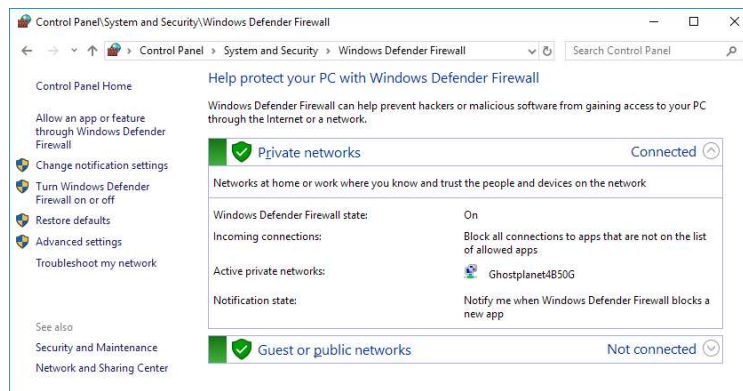 Control Panel\System and Security\Windows Defender Firewall
Control Panel › System and Security › Windows Defender Firewall
Search Control Panel
Control Panel Home
Allow an app or feature
through Windows Defender
Firewall
Change notification settings
Turn Windows Defender
Firewall on or off
Restore defaults
Advanced settings
Troubleshoot my network
See also
Security and Maintenance
Network and Sharing Center
Help protect your PC with Windows Defender Firewall
Windows Defender Firewall can help prevent hackers or malicious software from gaining access to your PC
through the Internet or a network.
Private networks
Connected
Networks at home or work where you know and trust the people and devices on the network
Windows Defender Firewall state:
On
Incoming connections:
Block all connections to apps that are not on the list
of allowed apps
Active private networks:
Ghostplanet4B50G
Notification state:
Notify me when Windows Defender Firewall blocks a
new app
Guest or public networks
Not connected